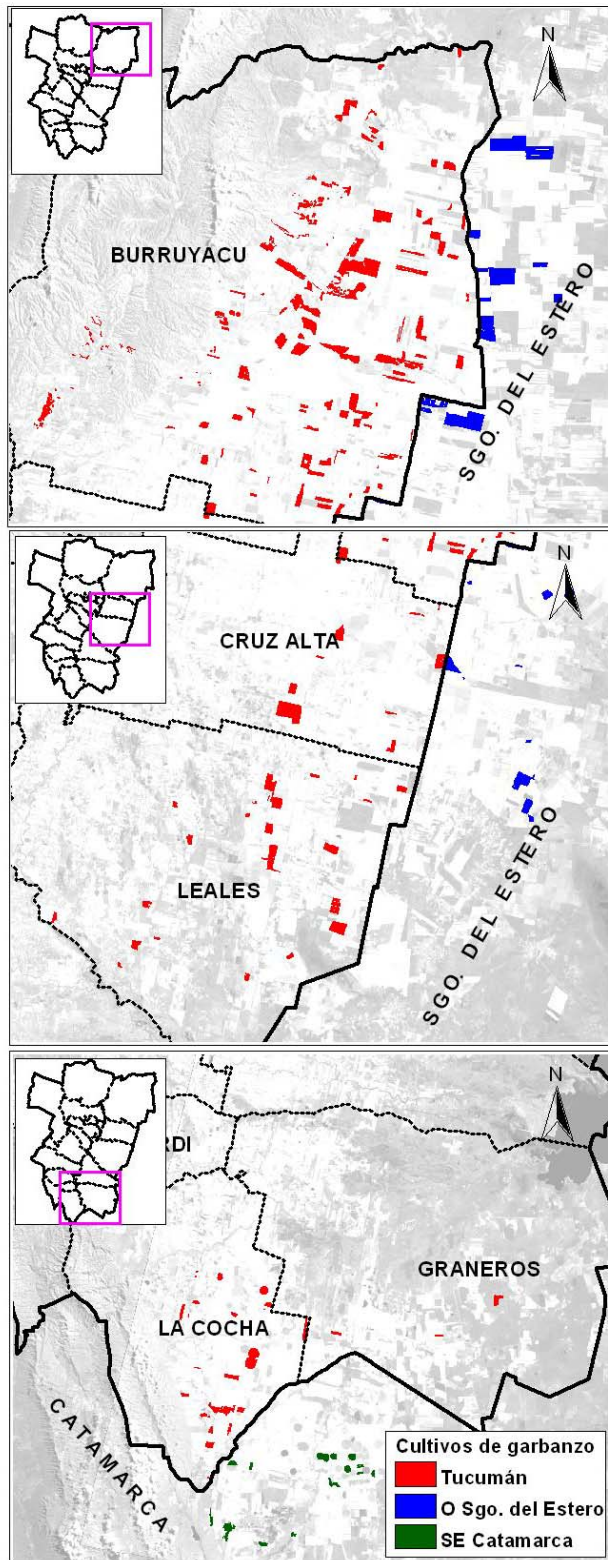 N
BURRUYACU
SGO. DEL ESTERO
N
CRUZ ALTA
LEALES
SGO. DEL ESTERO
N
RDI
GRANEROS
LA COCHA
CATAMARCA
Cultivos de garbanzo
Tucumán
O Sgo. del Estero
SE Catamarca